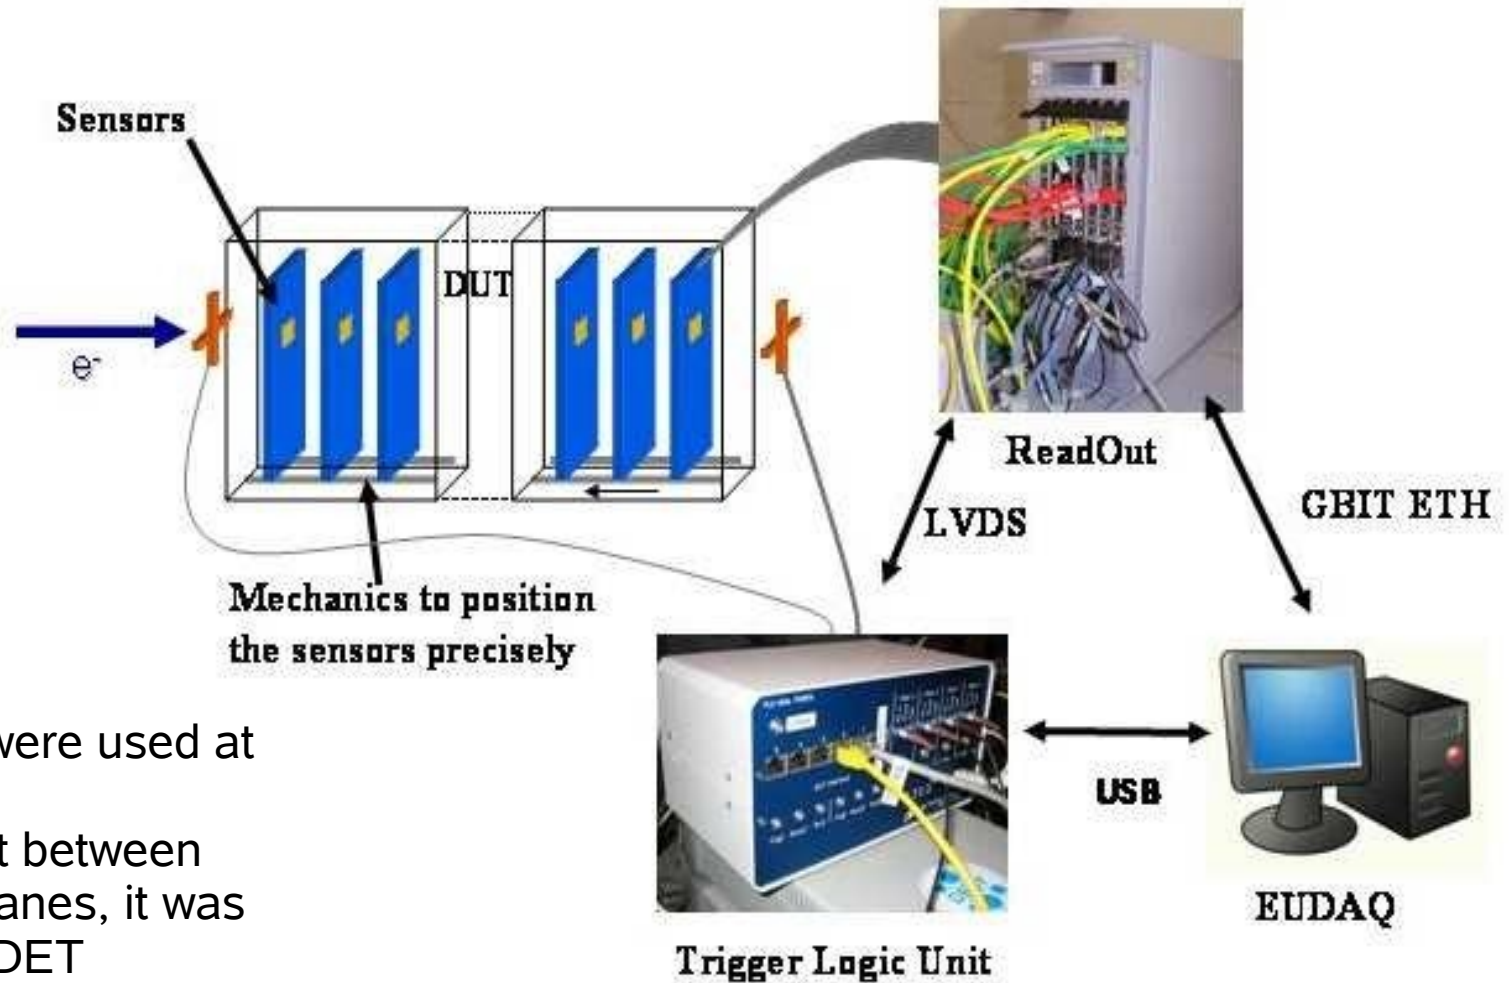 Sensors
DUT
e-
ReadOut
LVDS
GBIT ETH
Mechanics to position
the sensors precisely
USB
EUDAQ
Trigger Logic Unit
were used at
t between
anes, it was
DET